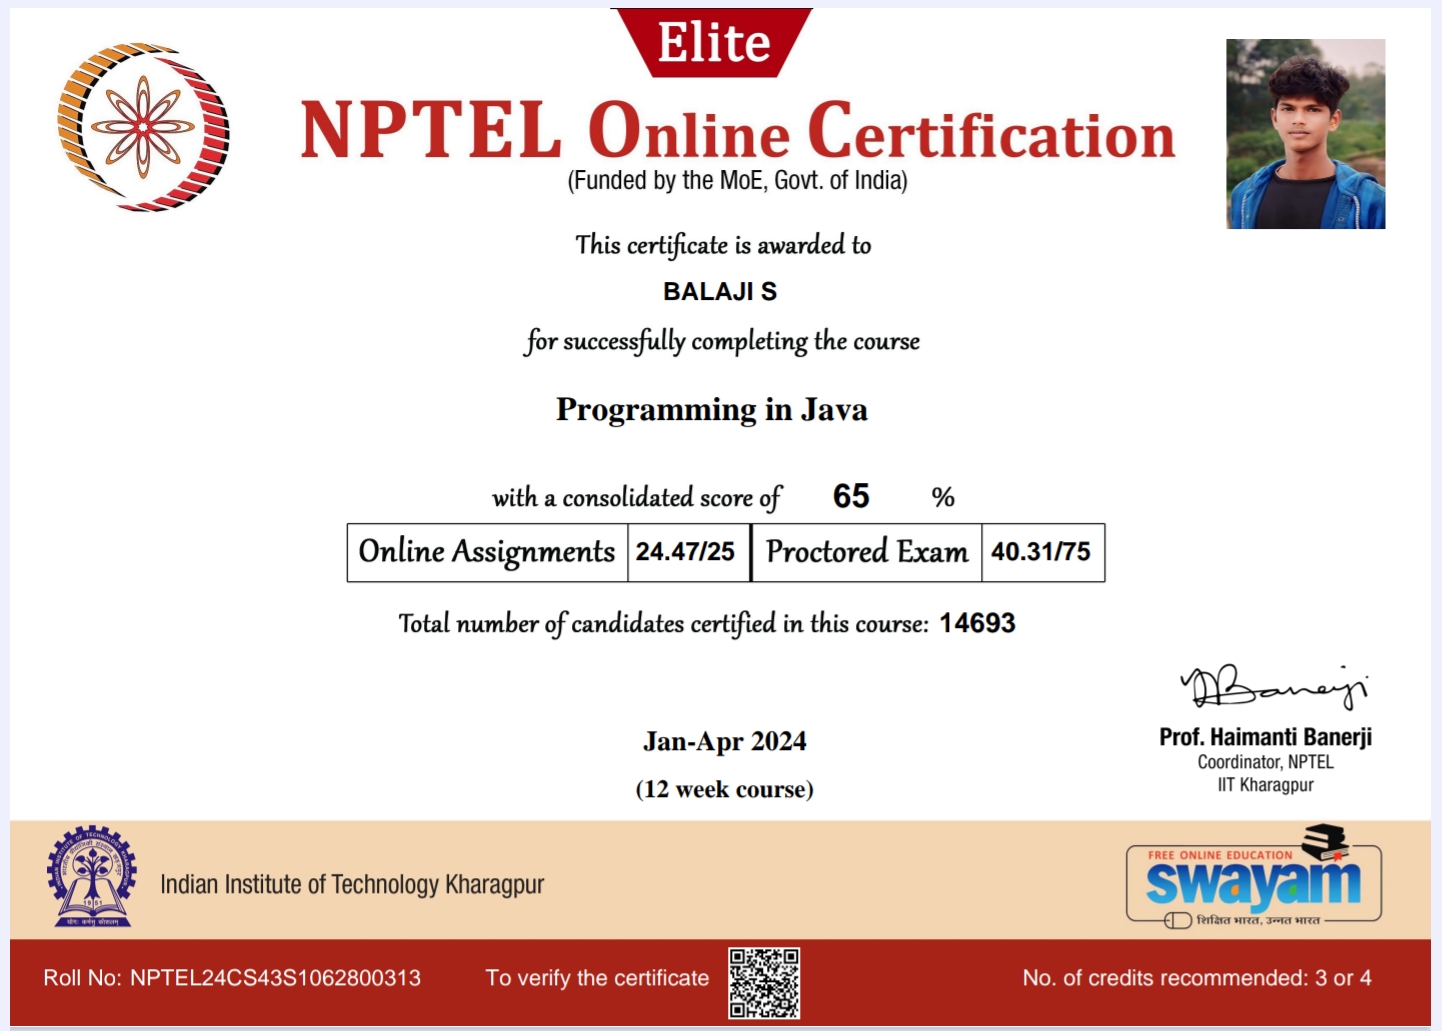 Elite
NPTEL Online Certification
(Funded by the MoE, Govt. of India)
This certificate is awarded to
BALAJI S
for successfully completing the course
Programming in Java
with a consolidated score of 65 %
Online Assignments 24.47/25 Proctored Exam 40.31/75
Total number of candidates certified in this course: 14693
Jan-Apr 2024
(12 week course)
Prof. Haimanti Banerji
Coordinator, NPTEL
IIT Kharagpur
Indian Institute of Technology Kharagpur
1951
योगः कर्मसु कौशलम्
FREE ONLINE EDUCATION
swayam
शिक्षित भारत, उन्नत भारत
Roll No: NPTEL24CS43S1062800313
To verify the certificate
No. of credits recommended: 3 or 4